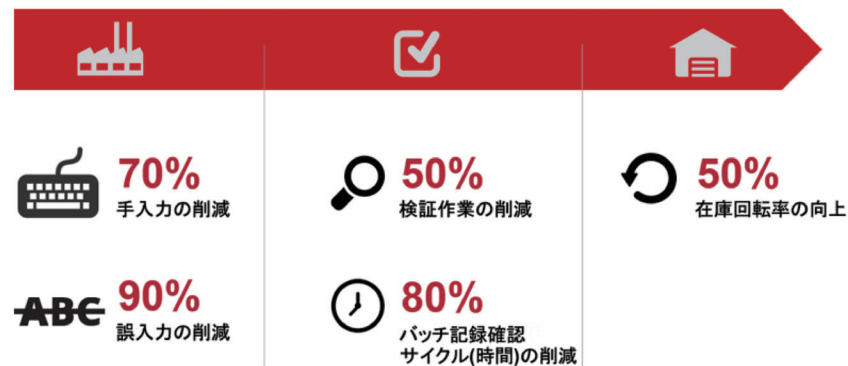 70%
手入力の削減
ABC
90%
誤入力の削減
50%
検証作業の削減
80%
バッチ記録確認
サイクル(時間)の削減
50%
在庫回転率の向上